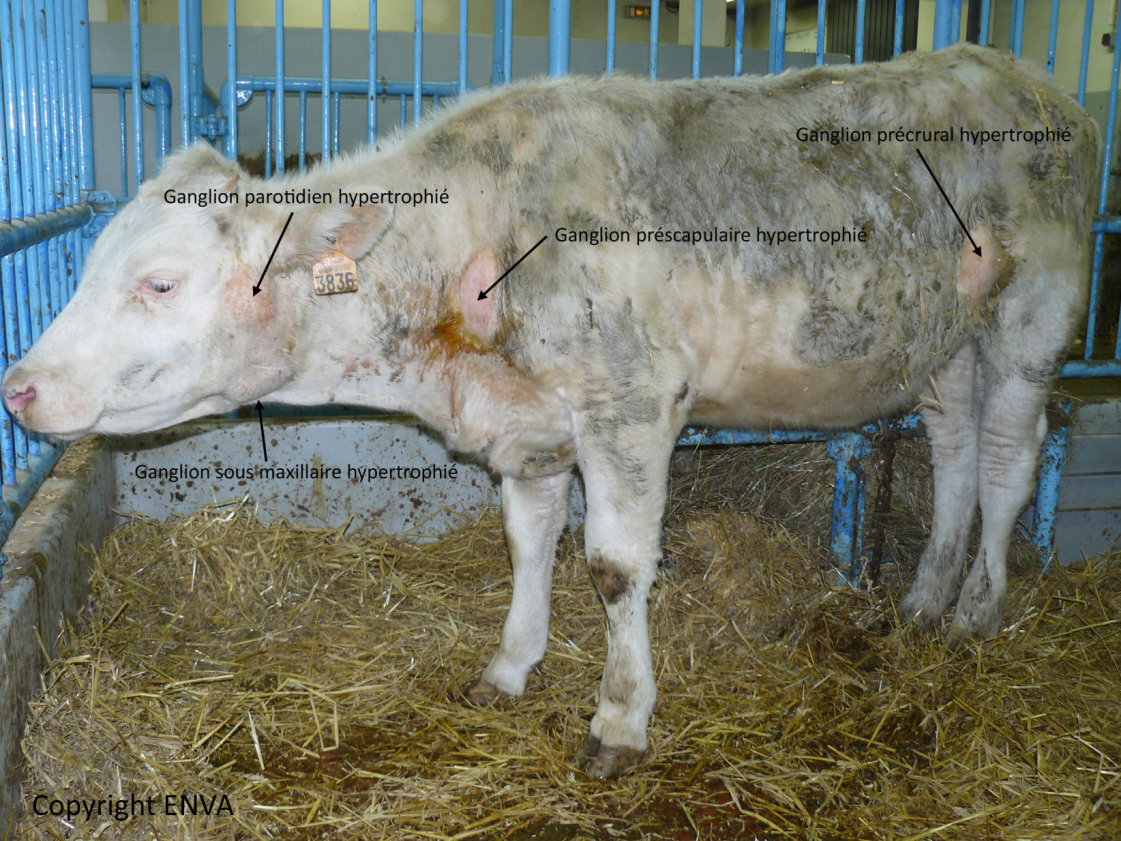 Ganglion précrural hypertrophié
Ganglion parotidien hypertrophié
Ganglion préscapulaire hypertrophié
3836
Ganglion sous maxillaire hypertrophié
Copyright ENVA